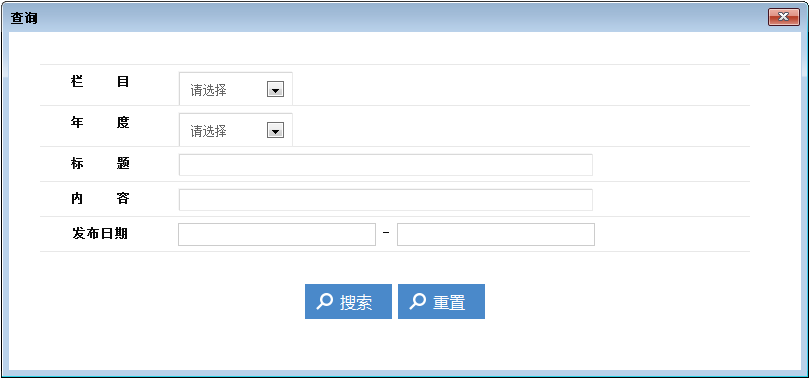 查询
栏 目 请选择
年 度 请选择
标 题
内 容
发布日期 -
搜索 重置